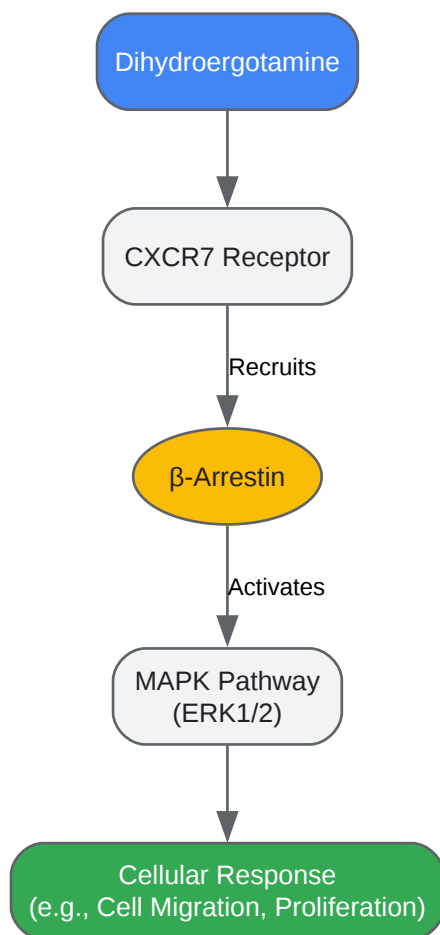 Dihydroergotamine
CXCR7 Receptor
Recruits
β-Arrestin
Activates
MAPK Pathway
(ERK1/2)
Cellular Response
(e.g., Cell Migration, Proliferation)